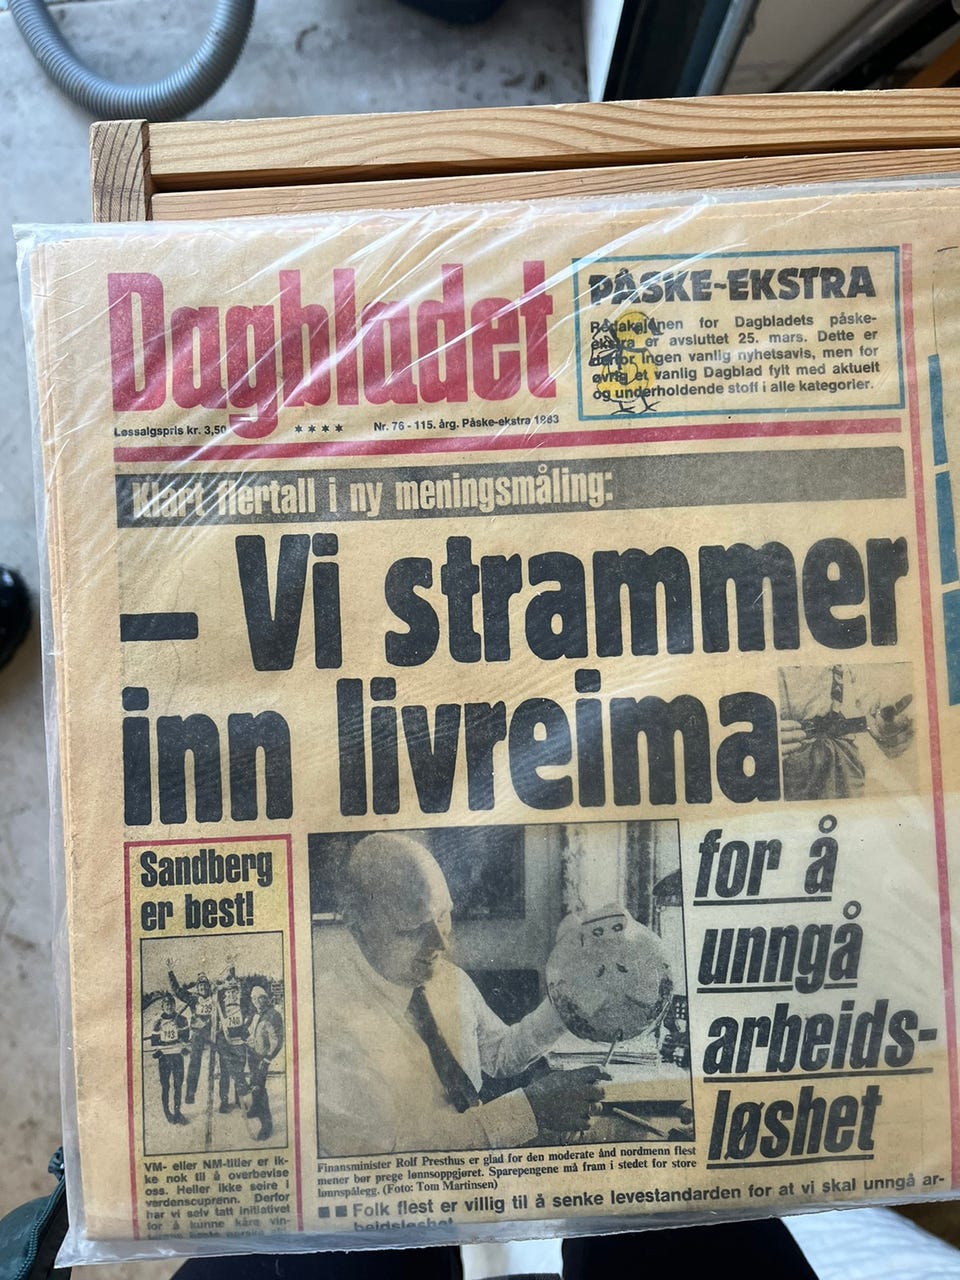 Dagbladet
Løssalgspris kr. 3,50
★ ★ ★ ★
Nr. 76 - 115. årg. Påske-ekstra 1983
PÅSKE-EKSTRA
Redaksjonen for Dagbladets påske-
ekstra er avsluttet 25. mars. Dette er
derfor ingen vanlig nyhetsavis, men for
øvrig et vanlig Dagblad fylt med aktuelt
og underholdende stoff i alle kategorier.
Klart flertall i ny meningsmåling:
– Vi strammer
inn livreima
for å
unngå
arbeids-
løshet
Sandberg
er best!
VM- eller NM-titler er ik-
ke nok til å overbevise
oss. Heller ikke seire i
verdenscuprenn. Derfor
har vi selv tatt initiativet
for å kunne kåre vin-
Finansminister Rolf Presthus er glad for den moderate ånd nordmenn flest
mener bør prege lønnsoppgjøret. Sparepengene må fram i stedet for store
lønnspålegg. (Foto: Tom Martinsen)
■ ■ Folk flest er villig til å senke levestandarden for at vi skal unngå ar-
beidsløshet